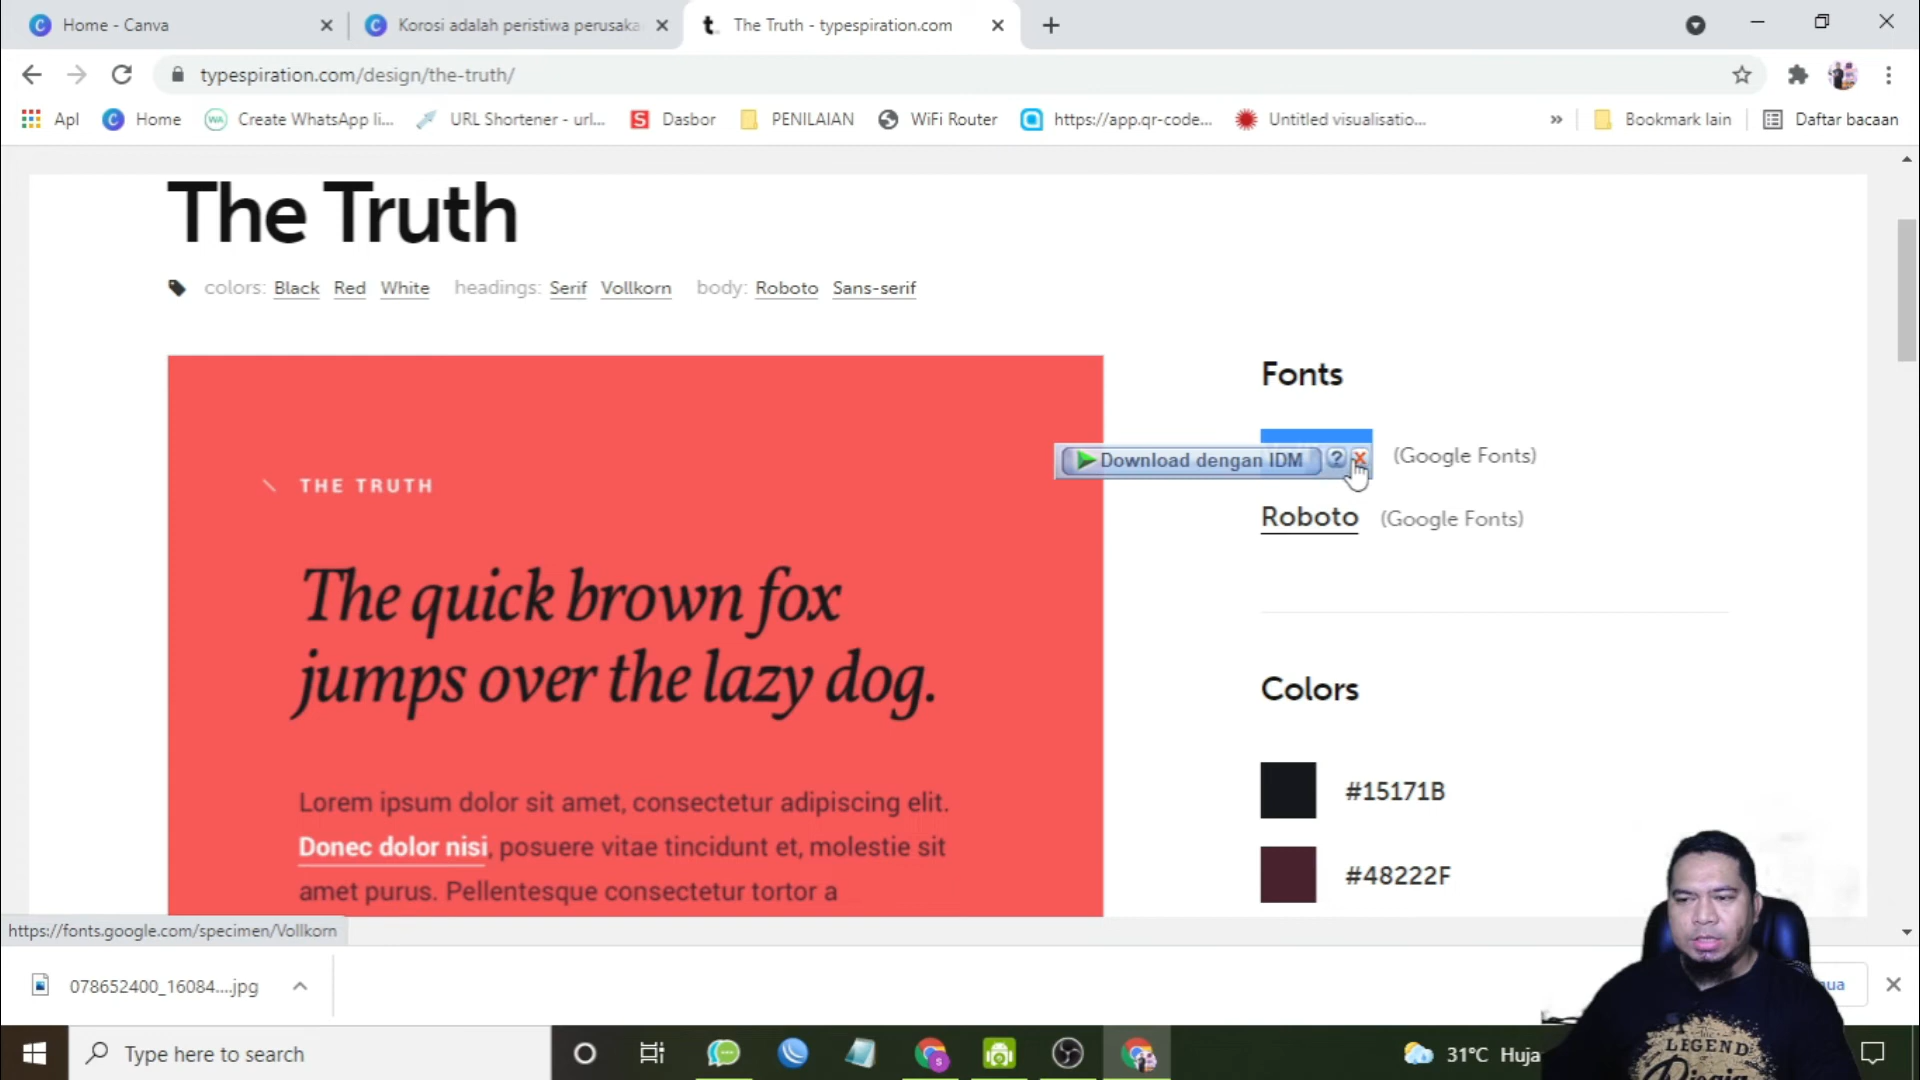 Home - Canva
Korosi adalah peristiwa perusaka
The Truth - typespiration.com
typespiration.com/design/the-truth/
Apl
Home
Create WhatsApp li...
URL Shortener - url...
Dasbor
PENILAIAN
WiFi Router
https://app.qr-code...
Untitled visualisatio...
»
Bookmark lain
Daftar bacaan
The Truth
colors: Black Red White headings: Serif Vollkorn body: Roboto Sans-serif
THE TRUTH
The quick brown fox
jumps over the lazy dog.
Lorem ipsum dolor sit amet, consectetur adipiscing elit.
Donec dolor nisi, posuere vitae tincidunt et, molestie sit
amet purus. Pellentesque consectetur tortor a
Fonts
Download dengan IDM ?
(Google Fonts)
Roboto (Google Fonts)
Colors
#15171B
#48222F
https://fonts.google.com/specimen/Vollkorn
078652400_16084....jpg
Type here to search
31°C Huja
LEGEND